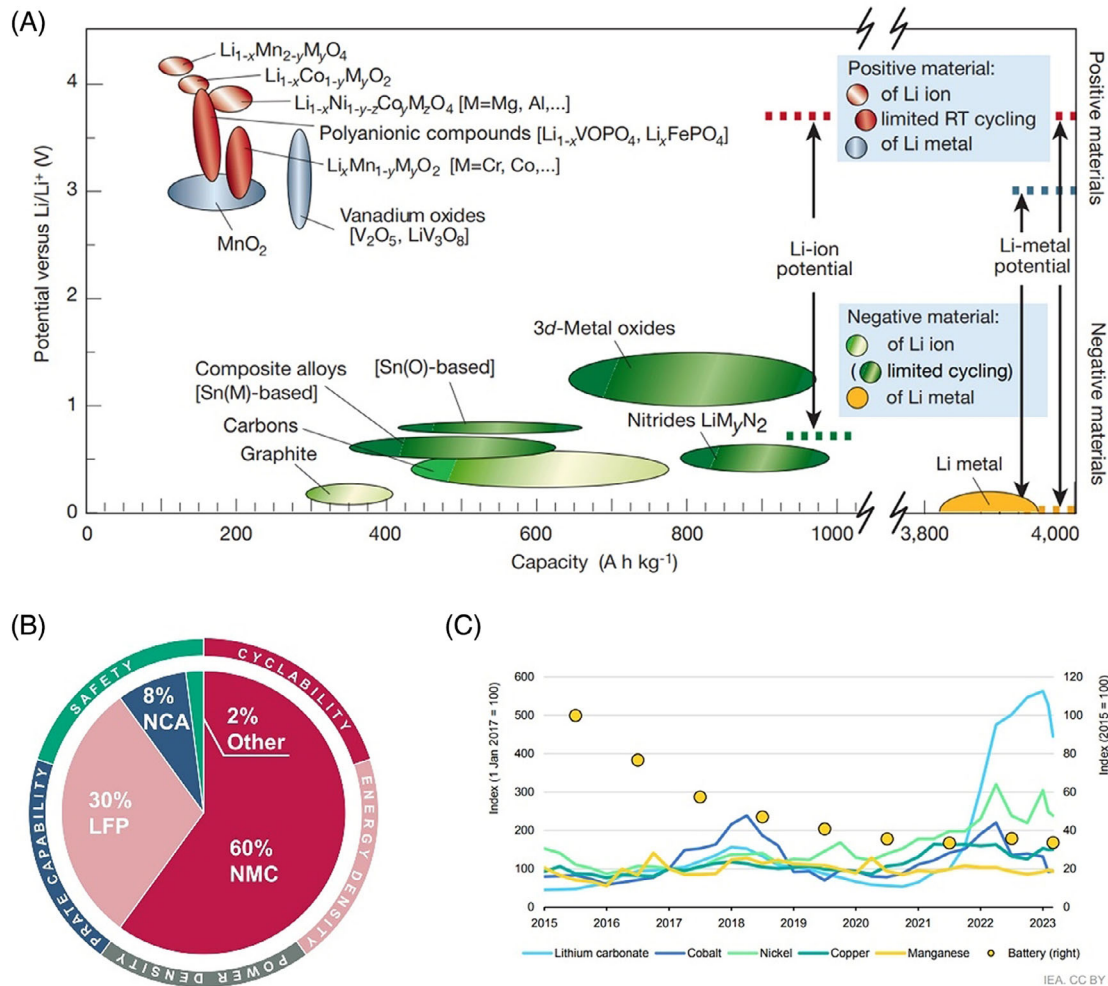 (A)
Potential versus Li/Li⁺ (V)
4
3
2
1
0
Li₁₋ₓMn₂₋yMyO₄
Li₁₋ₓCo₁₋yMyO₂
Li₁₋ₓNi₁₋y₋zCoyMzO₄ [M=Mg, Al,...]
Polyanionic compounds [Li₁₋ₓVOPO₄, LiₓFePO₄]
LiₓMn₁₋yMyO₂ [M=Cr, Co,...]
MnO₂
Vanadium oxides
[V₂O₅, LiV₃O₈]
Positive material:
of Li ion
limited RT cycling
of Li metal
Positive materials
Li-ion
potential
Li-metal
potential
Negative material:
of Li ion
( limited cycling)
of Li metal
Negative materials
3d-Metal oxides
[Sn(O)-based]
Composite alloys
[Sn(M)-based]
Carbons
Graphite
Nitrides LiMyN₂
Li metal
0 200 400 600 800 1000 3,800 4,000
Capacity (A h kg⁻¹)
(B)
SAFETY
CYCLABILITY
ENERGY DENSITY
POWER DENSITY
PRATE CAPABILITY
8%
NCA
2%
Other
30%
LFP
60%
NMC
(C)
Index (1 Jan 2017 = 100)
600
500
400
300
200
100
0
120
100
80
60
40
20
0
Index (2015 = 100)
2015 2016 2017 2018 2019 2020 2021 2022 2023
Lithium carbonate Cobalt Nickel Copper Manganese Battery (right)
IEA. CC BY